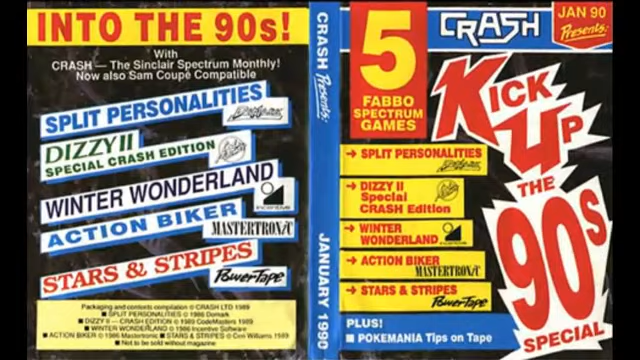 INTO THE 90s!
With
CRASH — The Sinclair Spectrum Monthly!
Now also Sam Coupé Compatible
SPLIT PERSONALITIES
DIZZY II
SPECIAL CRASH EDITION
WINTER WONDERLAND
ACTION BIKER
MASTERTRONIC
STARS & STRIPES
PowerTape
Packaging and contents compilation © CRASH LTD 1989
■ SPLIT PERSONALITIES © 1986 Domark
■ DIZZY II — CRASH EDITION © 1989 CodeMasters 1989
■ WINTER WONDERLAND © 1986 Incentive Software
■ ACTION BIKER © 1986 Mastertronic ■ STARS & STRIPES © Con Williams 1989
■ Not to be sold without magazine
CRASH Presents:
JANUARY 1990
5
FABBO
SPECTRUM
GAMES
CRASH
JAN 90
Presents:
KICK
UP
THE
90s
SPECIAL
SPLIT PERSONALITIES
DIZZY II
Special
CRASH Edition
WINTER
WONDERLAND
ACTION BIKER
MASTERTRONIC
STARS & STRIPES
PowerTape
PLUS!
■ POKEMANIA Tips on Tape